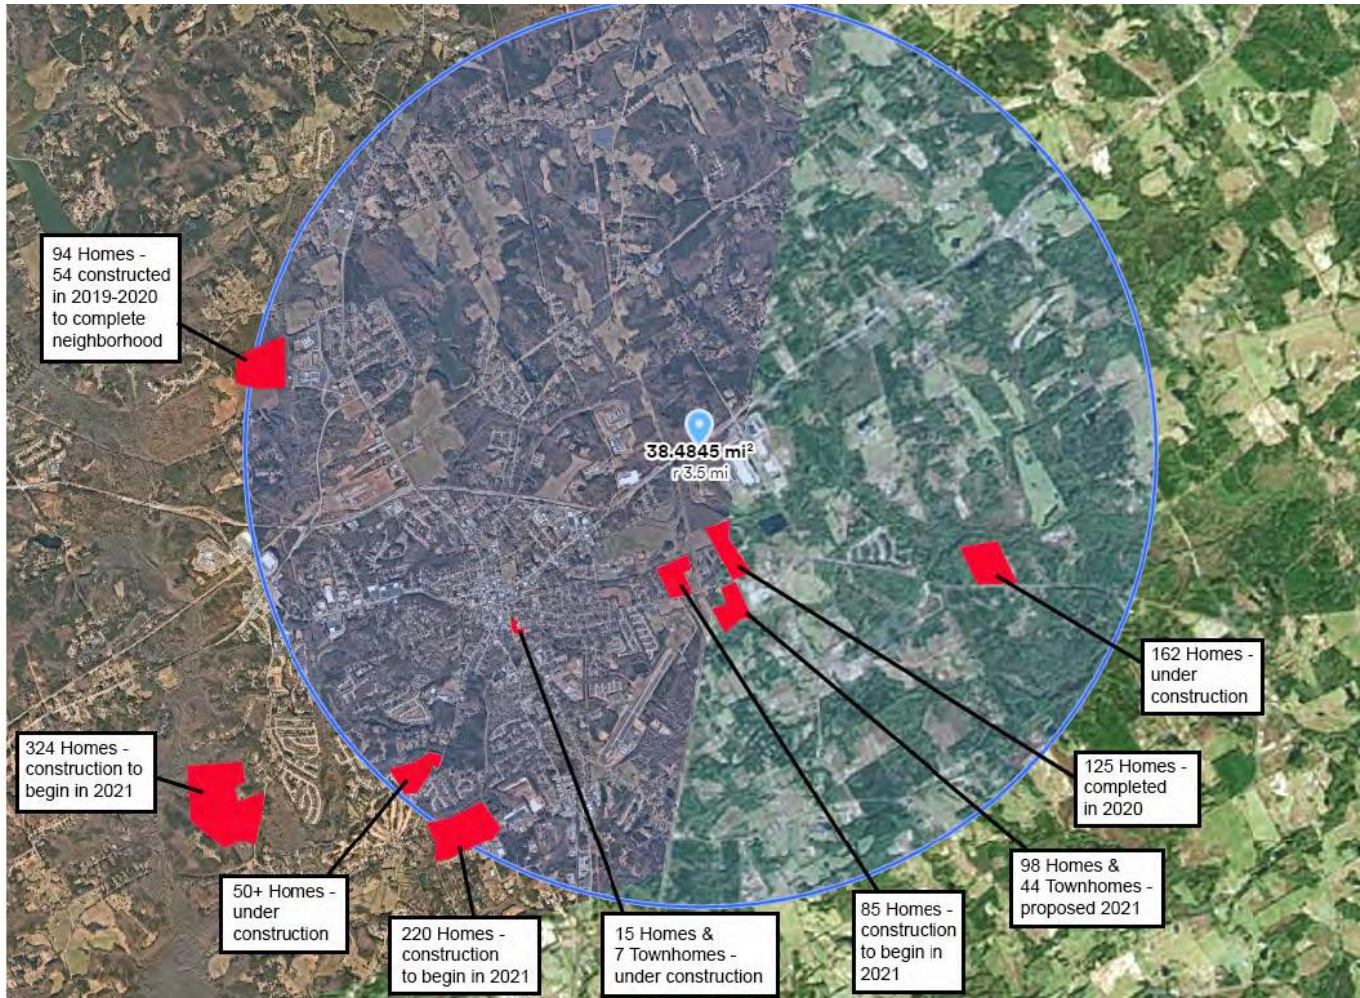 94 Homes -
54 constructed
in 2019-2020
to complete
neighborhood
38.4845 mi²
r 3.5 mi
162 Homes -
under
construction
324 Homes -
construction to
begin in 2021
125 Homes -
completed
in 2020
50+ Homes -
under
construction
220 Homes -
construction
to begin in 2021
15 Homes &
7 Townhomes -
under construction
85 Homes -
construction
to begin in
2021
98 Homes &
44 Townhomes -
proposed 2021